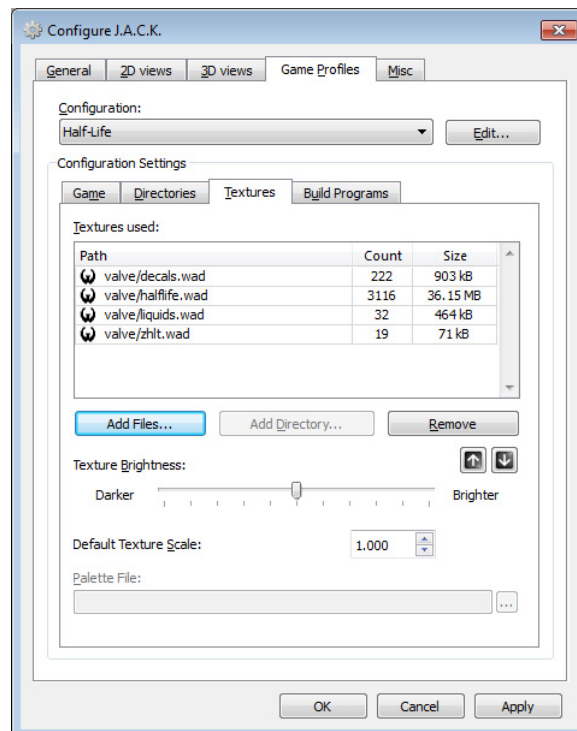 Configure J.A.C.K.
General 2D views 3D views Game Profiles Misc
Configuration:
Half-Life Edit...
Configuration Settings
Game Directories Textures Build Programs
Textures used:
Path Count Size
valve/decals.wad 222 903 kB
valve/halflife.wad 3116 36.15 MB
valve/liquids.wad 32 464 kB
valve/zhlt.wad 19 71 kB
Add Files... Add Directory... Remove
Texture Brightness:
Darker Brighter
Default Texture Scale: 1.000
Palette File:
...
OK Cancel Apply